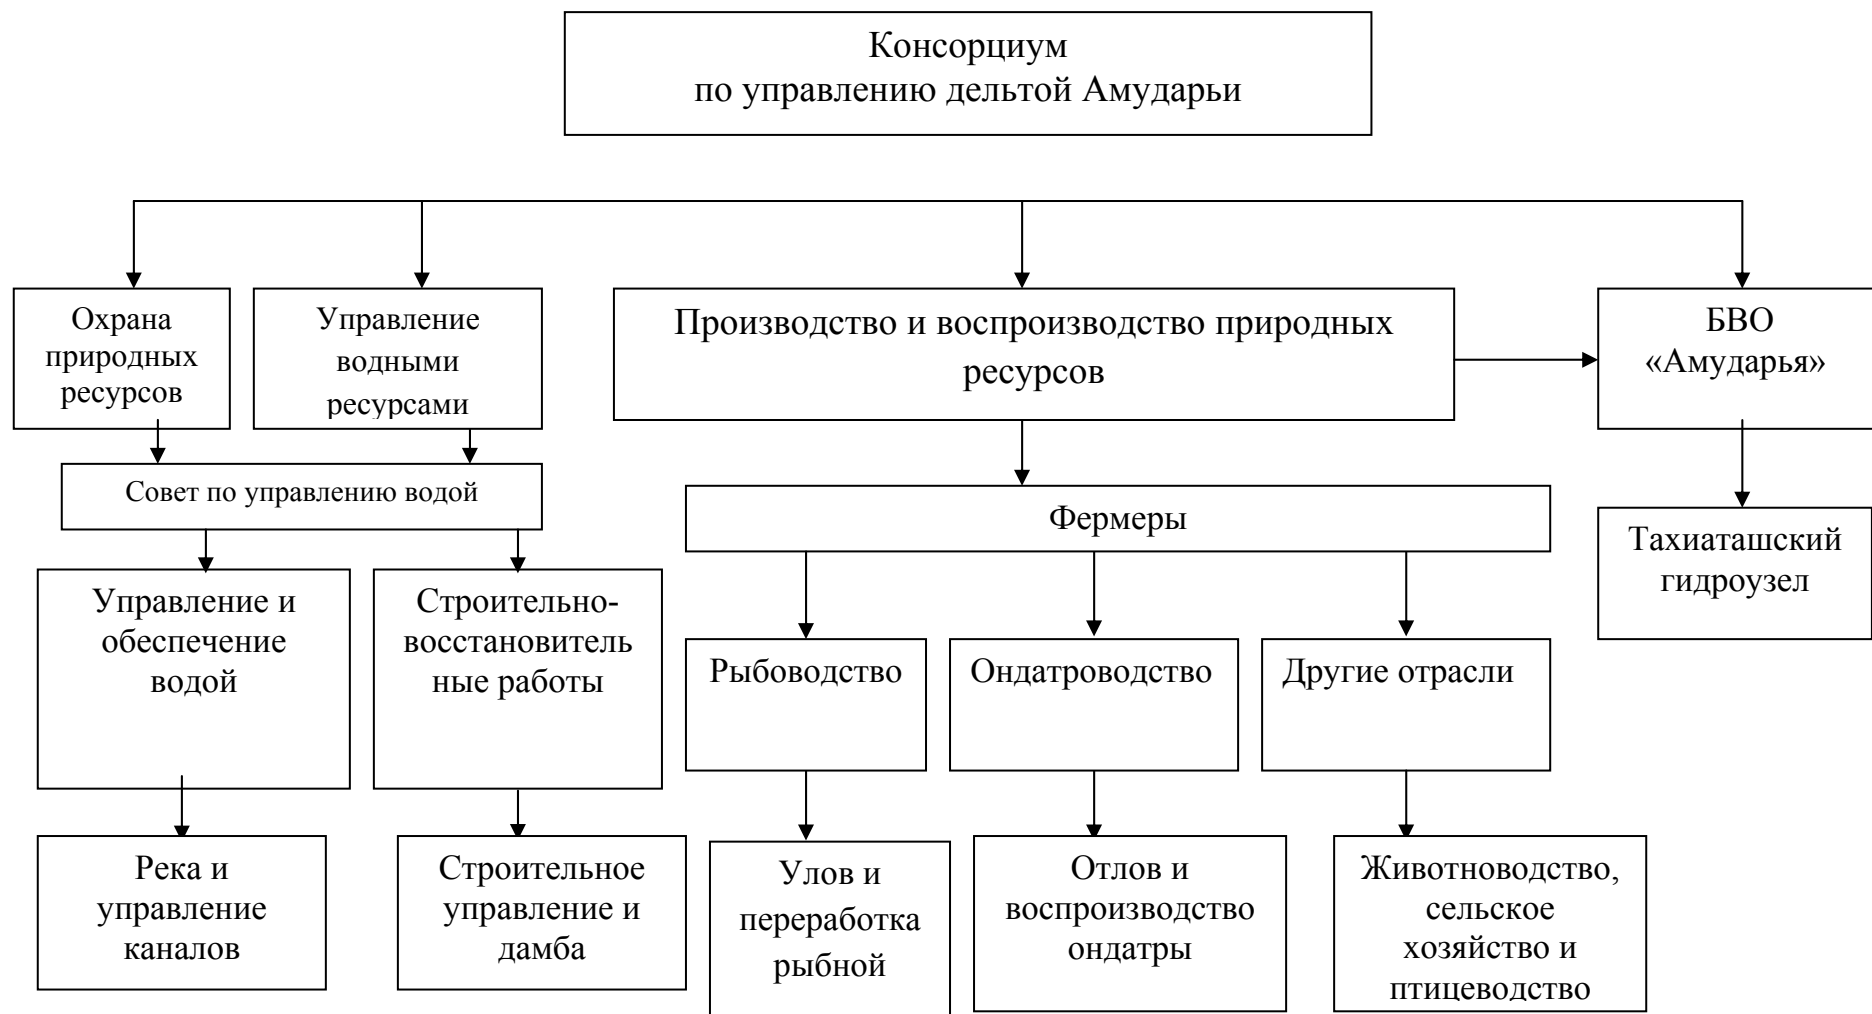 Консорциум
по управлению дельтой Амударьи
Охрана
природных
ресурсов
Управление
водными
ресурсами
Производство и воспроизводство природных
ресурсов
БВО
«Амударья»
Совет по управлению водой
Фермеры
Тахиаташский
гидроузел
Управление и
обеспечение
водой
Строительно-
восстановитель
ные работы
Рыбоводство
Ондатроводство
Другие отрасли
Река и
управление
каналов
Строительное
управление и
дамба
Улов и
переработка
рыбной
Отлов и
воспроизводство
ондатры
Животноводство,
сельское
хозяйство и
птицеводство